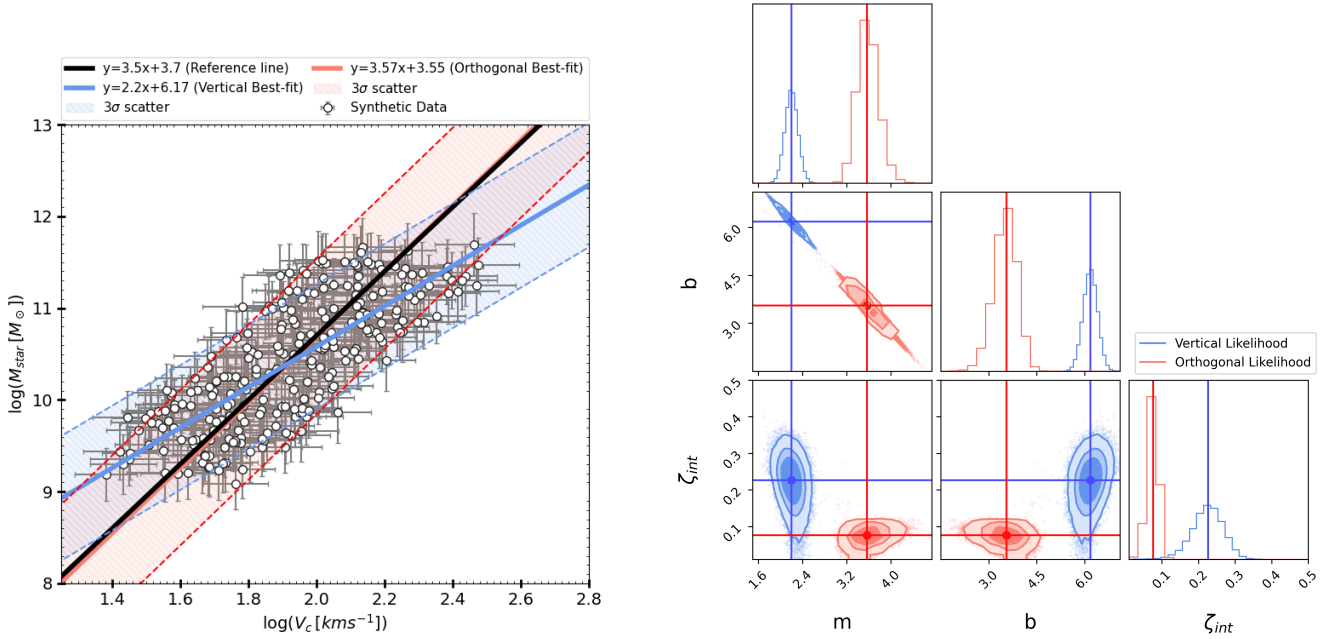 y=3.5x+3.7 (Reference line)
y=3.57x+3.55 (Orthogonal Best-fit)
y=2.2x+6.17 (Vertical Best-fit)
3σ scatter
3σ scatter
Synthetic Data
13
12
11
10
9
8
log(M_star [M_⊙])
1.4 1.6 1.8 2.0 2.2 2.4 2.6 2.8
log(V_c [kms⁻¹])
6.0
4.5
3.0
b
Vertical Likelihood
Orthogonal Likelihood
0.5
0.4
0.3
0.2
0.1
ζ_int
1.6 2.4 3.2 4.0
3.0 4.5 6.0
0.1 0.2 0.3 0.4 0.5
m
b
ζ_int